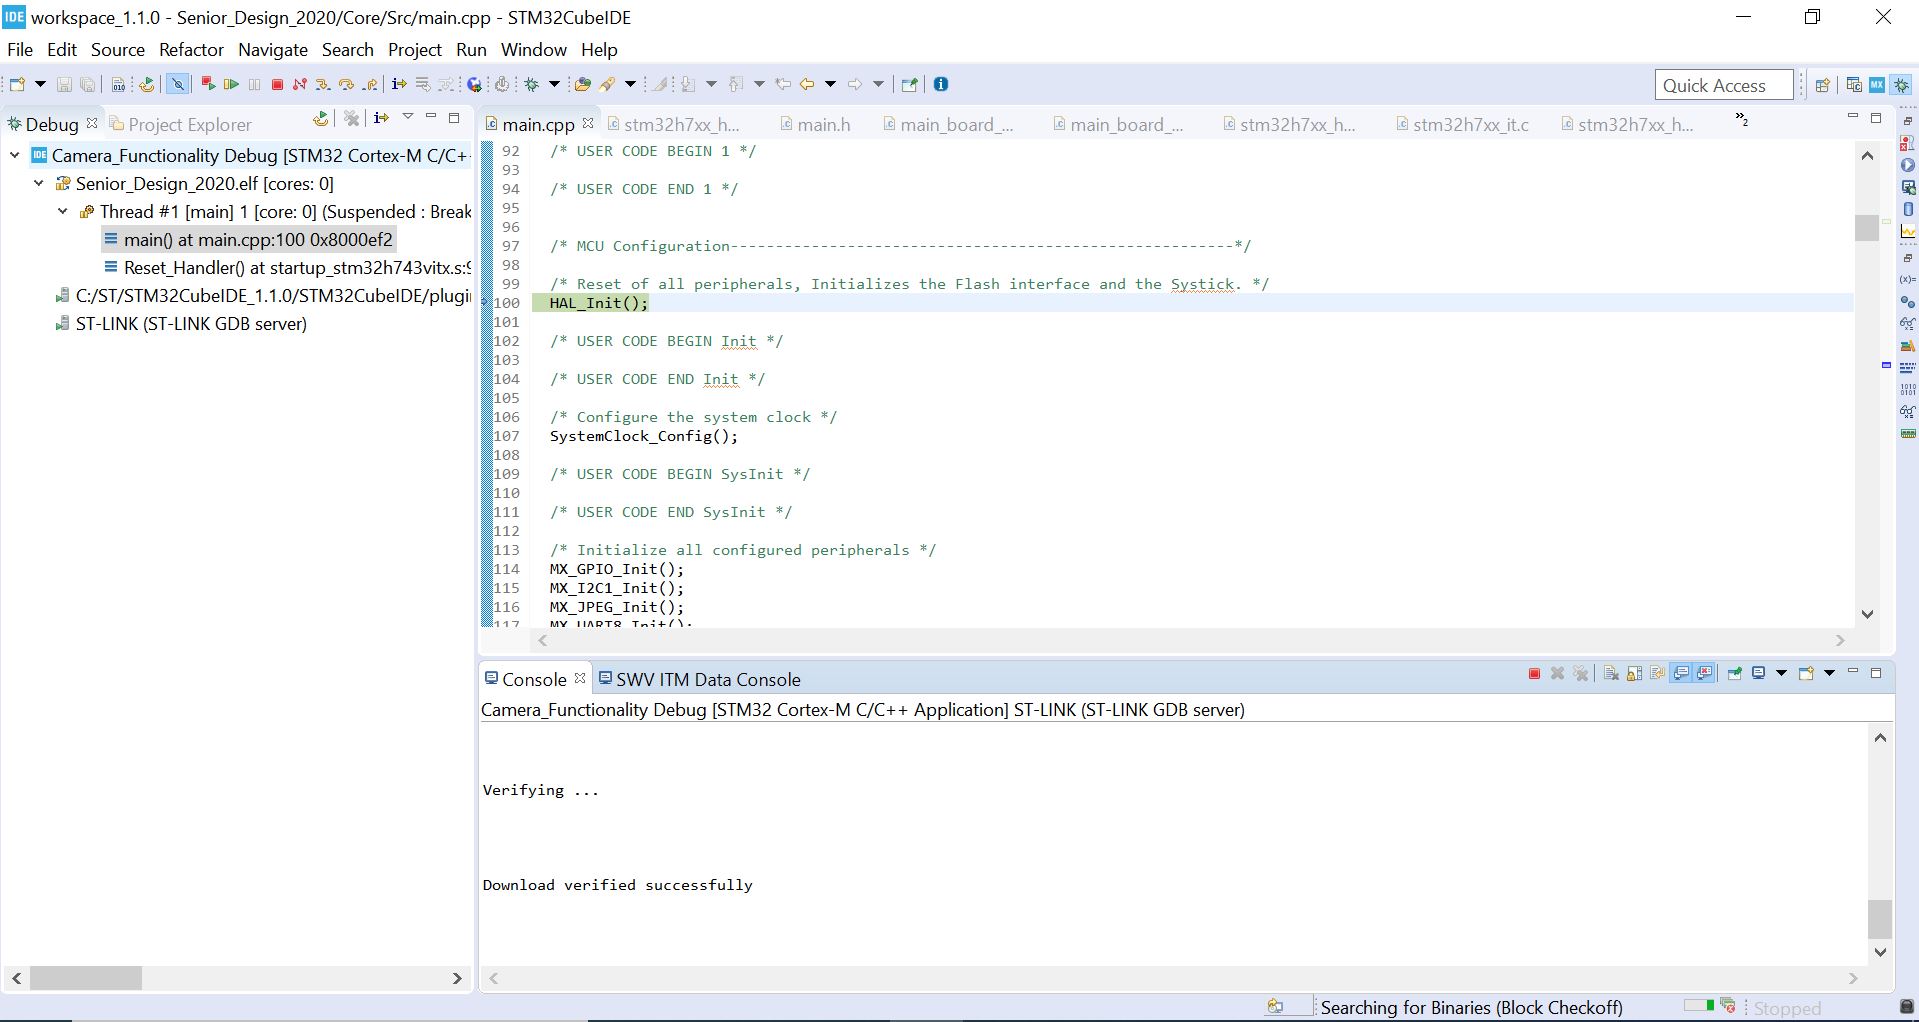 IDE workspace_1.1.0 - Senior_Design_2020/Core/Src/main.cpp - STM32CubeIDE
File Edit Source Refactor Navigate Search Project Run Window Help
Quick Access
Debug Project Explorer
Camera_Functionality Debug [STM32 Cortex-M C/C+
Senior_Design_2020.elf [cores: 0]
Thread #1 [main] 1 [core: 0] (Suspended : Break
main() at main.cpp:100 0x8000ef2
Reset_Handler() at startup_stm32h743vitx.s:9
C:/ST/STM32CubeIDE_1.1.0/STM32CubeIDE/plugi
ST-LINK (ST-LINK GDB server)
main.cpp stm32h7xx_h... main.h main_board_... main_board_... stm32h7xx_h... stm32h7xx_it.c stm32h7xx_h... »2
92 /* USER CODE BEGIN 1 */
93
94 /* USER CODE END 1 */
95
96
97 /* MCU Configuration--------------------------------------------------------*/
98
99 /* Reset of all peripherals, Initializes the Flash interface and the Systick. */
100 HAL_Init();
101
102 /* USER CODE BEGIN Init */
103
104 /* USER CODE END Init */
105
106 /* Configure the system clock */
107 SystemClock_Config();
108
109 /* USER CODE BEGIN SysInit */
110
111 /* USER CODE END SysInit */
112
113 /* Initialize all configured peripherals */
114 MX_GPIO_Init();
115 MX_I2C1_Init();
116 MX_JPEG_Init();
117 MX_UART8_Init();
Console SWV ITM Data Console
Camera_Functionality Debug [STM32 Cortex-M C/C++ Application] ST-LINK (ST-LINK GDB server)
Verifying ...
Download verified successfully
Searching for Binaries (Block Checkoff) Stopped